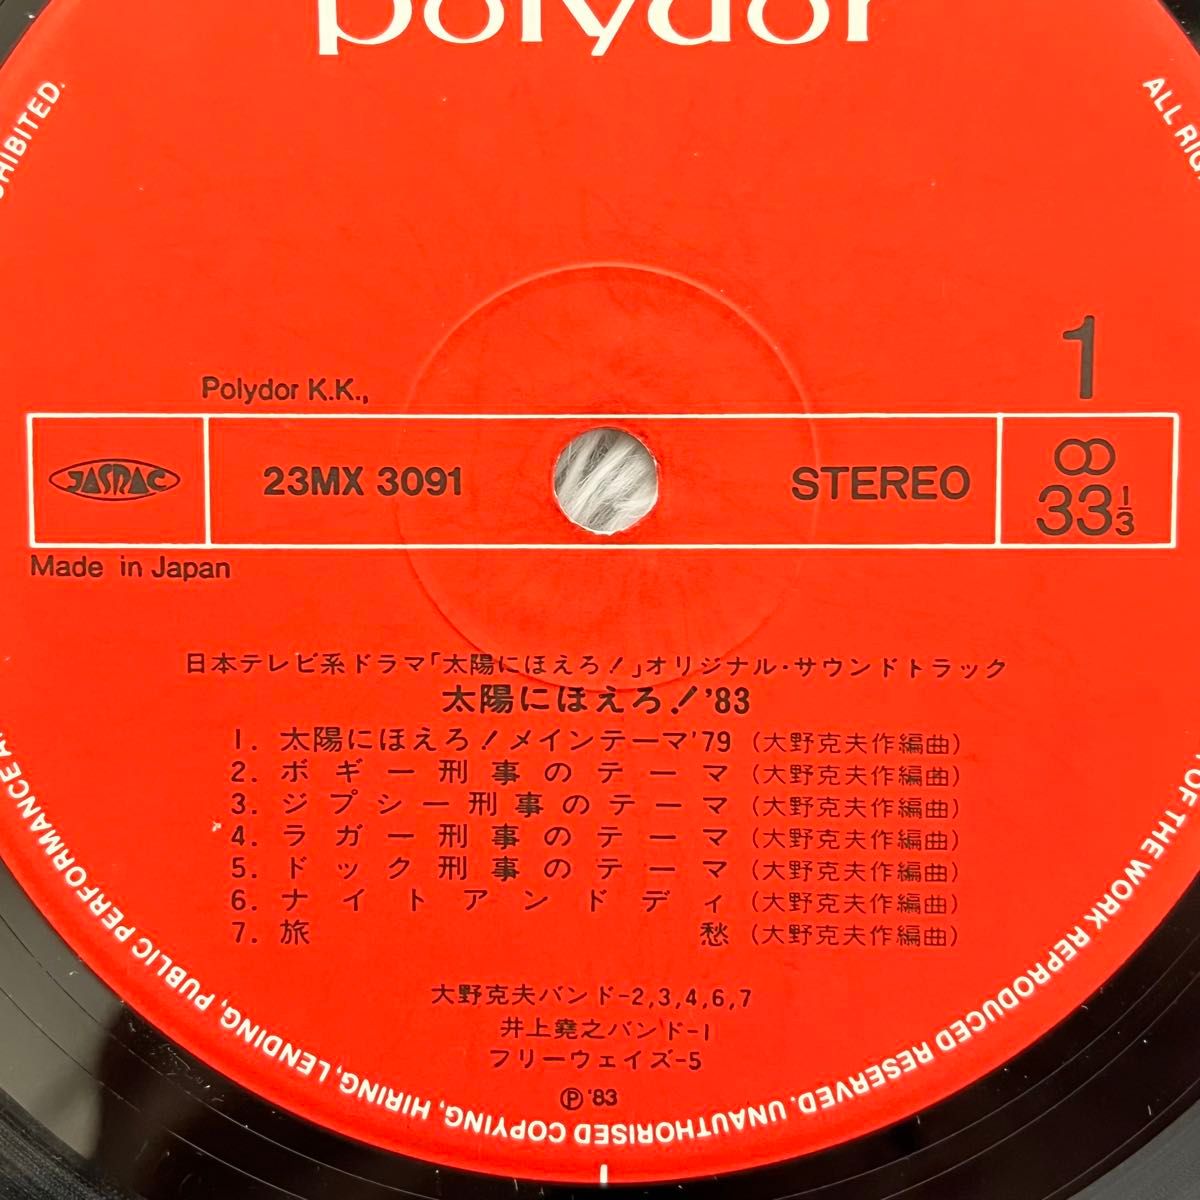 polydor
Polydor K.K.,
1
JASRAC
23MX 3091
STEREO
33 1/3
Made in Japan
日本テレビ系ドラマ「太陽にほえろ!」オリジナル・サウンドトラック
太陽にほえろ!'83
1. 太陽にほえろ!メインテーマ'79 (大野克夫作編曲)
2. ボギー刑事のテーマ (大野克夫作編曲)
3. ジプシー刑事のテーマ (大野克夫作編曲)
4. ラガー刑事のテーマ (大野克夫作編曲)
5. ドック刑事のテーマ (大野克夫作編曲)
6. ナイトアンドデイ (大野克夫作編曲)
7. 旅愁 (大野克夫作編曲)
大野克夫バンド-2,3,4,6,7
井上堯之バンド-1
フリーウェイズ-5
Ⓟ '83
ALL
OF THE WORK REPRODUCED RESERVED. UNAUTHORISED COPYING, HIRING, LENDING, PUBLIC PERFORMANCE